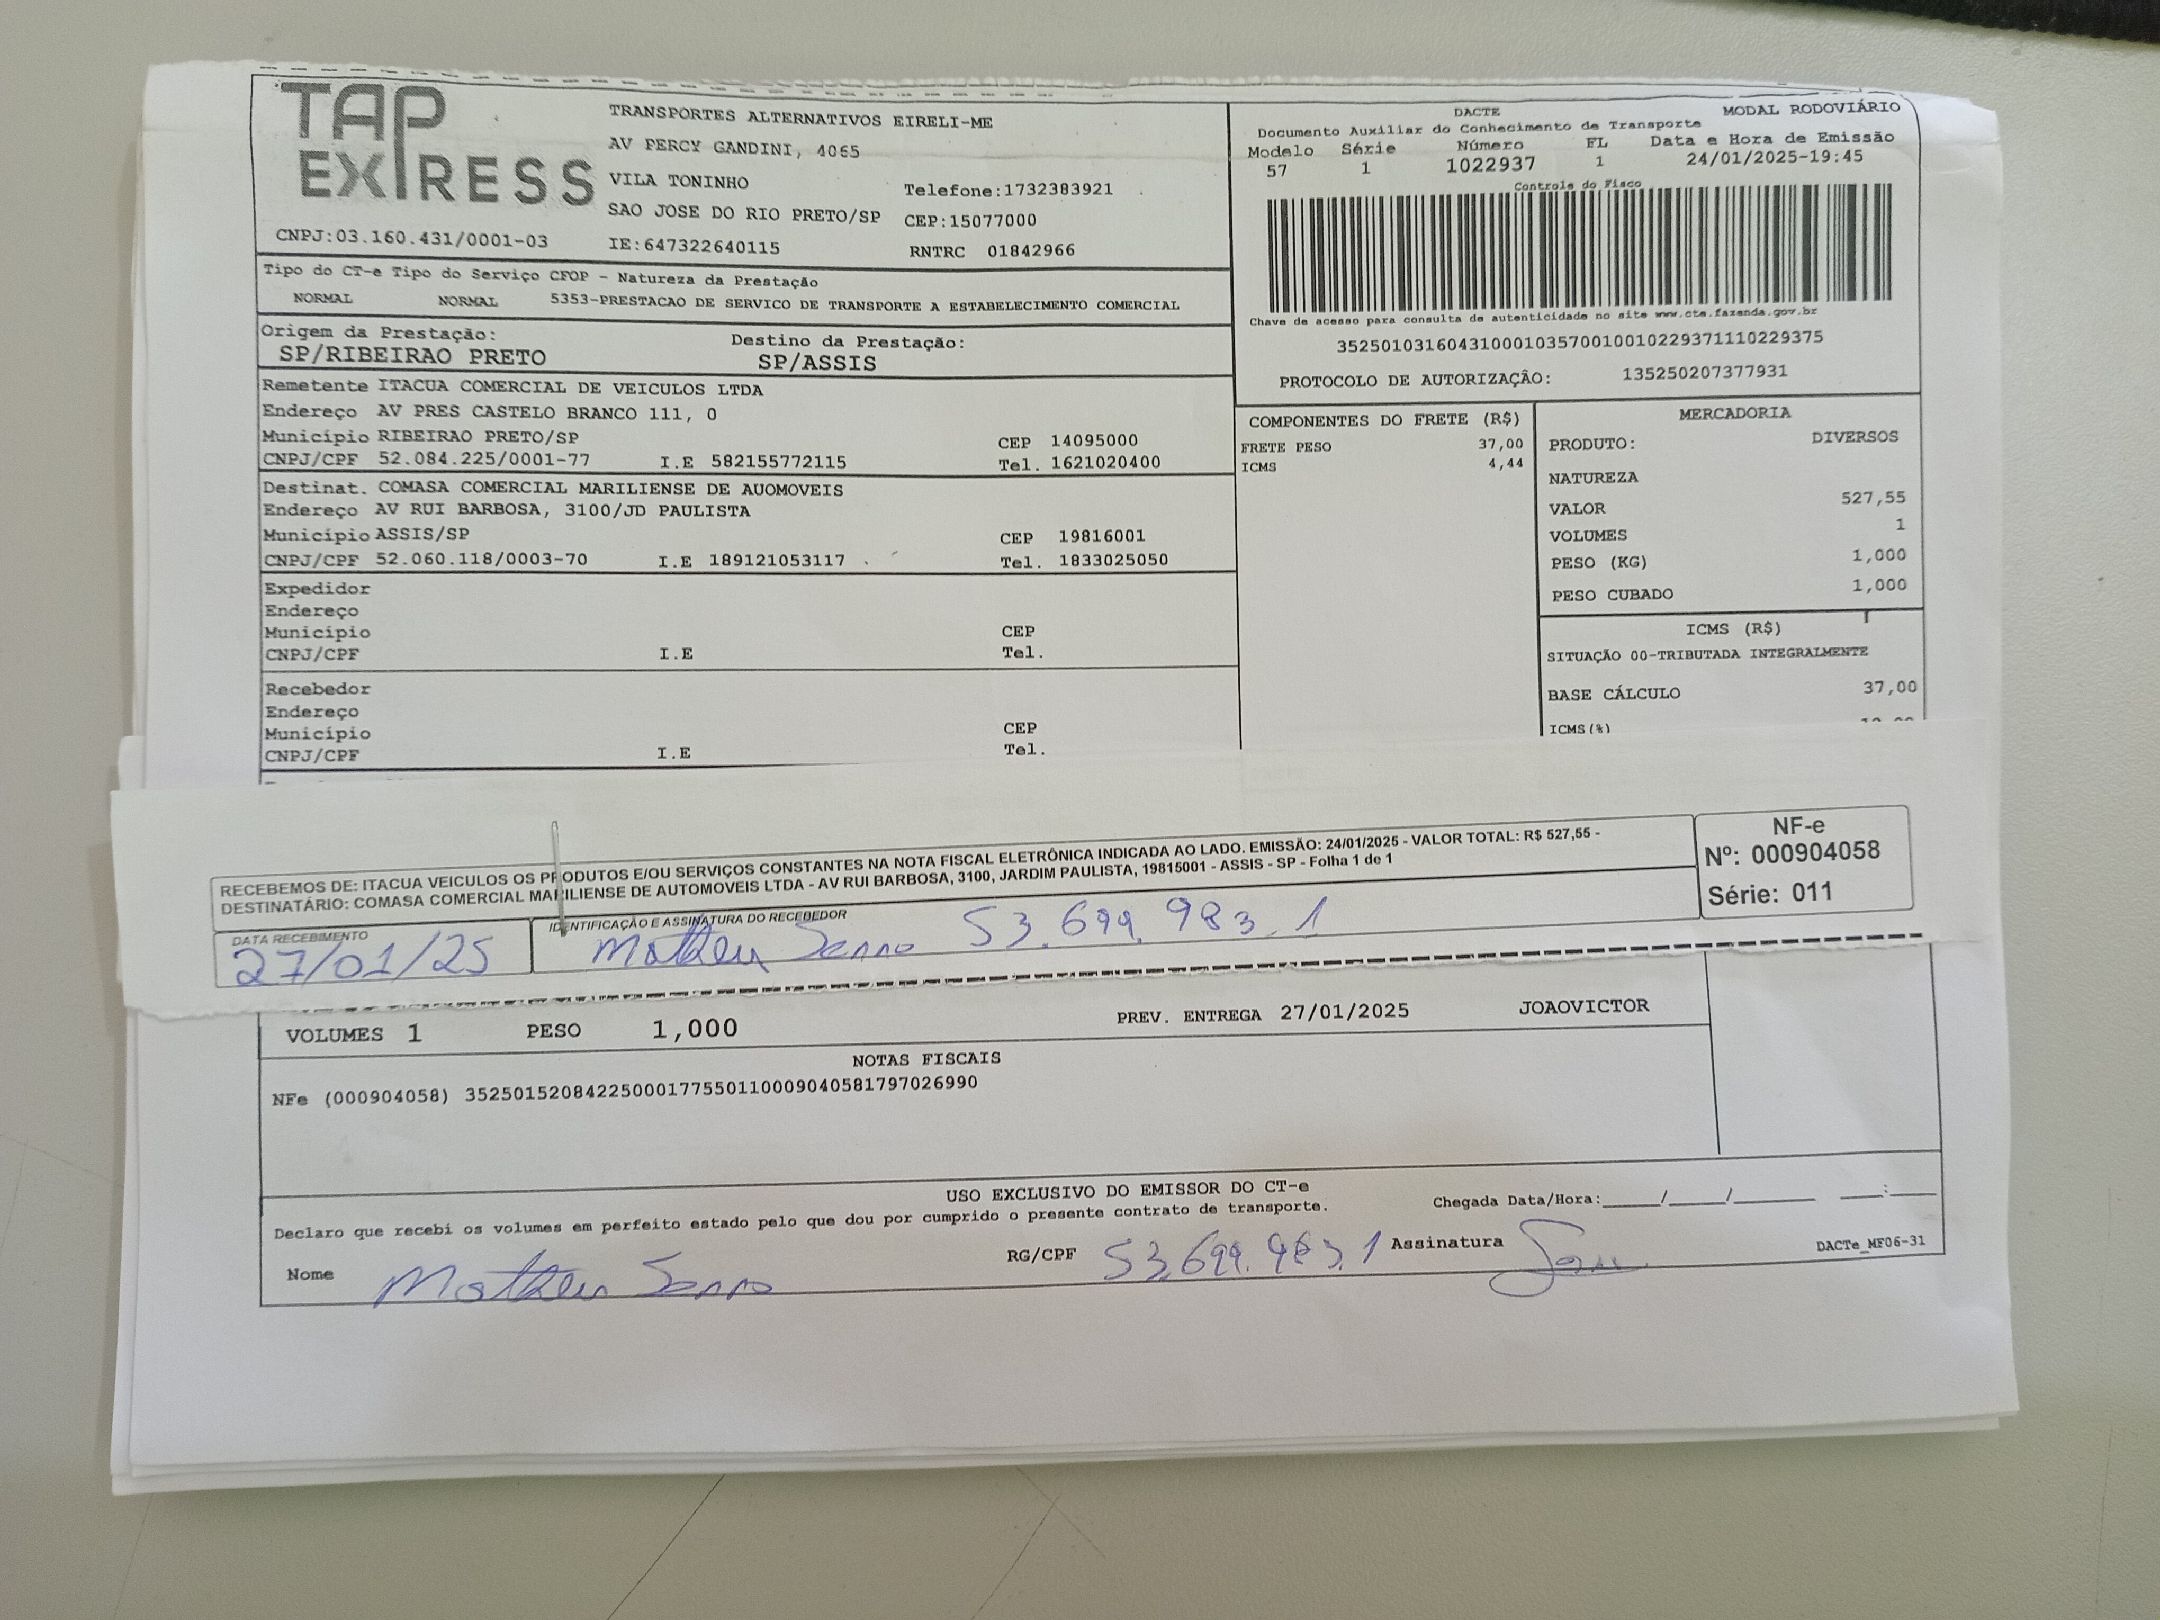 TAP EXPRESS
TRANSPORTES ALTERNATIVOS EIRELI-ME
AV PERCY GANDINI, 4065
VILA TONINHO Telefone:1732383921
SAO JOSE DO RIO PRETO/SP CEP:15077000
CNPJ:03.160.431/0001-03 IE:647322640115 RNTRC 01842966
DACTE MODAL RODOVIÁRIO
Documento Auxiliar do Conhecimento de Transporte
Modelo Série Número FL Data e Hora de Emissão
57 1 1022937 1 24/01/2025-19:45
Controle do Fisco
Chave de acesso para consulta de autenticidade no site www.cte.fazenda.gov.br
35250103160431000103570010010229371110229375
PROTOCOLO DE AUTORIZAÇÃO: 135250207377931
Tipo do CT-e Tipo do Serviço CFOP - Natureza da Prestação
NORMAL NORMAL 5353-PRESTACAO DE SERVICO DE TRANSPORTE A ESTABELECIMENTO COMERCIAL
Origem da Prestação: Destino da Prestação:
SP/RIBEIRAO PRETO SP/ASSIS
Remetente ITACUA COMERCIAL DE VEICULOS LTDA
Endereço AV PRES CASTELO BRANCO 111, 0
Município RIBEIRAO PRETO/SP CEP 14095000
CNPJ/CPF 52.084.225/0001-77 I.E 582155772115 Tel. 1621020400
Destinat. COMASA COMERCIAL MARILIENSE DE AUOMOVEIS
Endereço AV RUI BARBOSA, 3100/JD PAULISTA
Município ASSIS/SP CEP 19816001
CNPJ/CPF 52.060.118/0003-70 I.E 189121053117 Tel. 1833025050
Expedidor
Endereço
Município CEP
CNPJ/CPF I.E Tel.
Recebedor
Endereço
Município CEP
CNPJ/CPF I.E Tel.
COMPONENTES DO FRETE (R$)
FRETE PESO 37,00
ICMS 4,44
MERCADORIA
PRODUTO: DIVERSOS
NATUREZA
VALOR 527,55
VOLUMES 1
PESO (KG) 1,000
PESO CUBADO 1,000
ICMS (R$)
SITUAÇÃO 00-TRIBUTADA INTEGRALMENTE
BASE CÁLCULO 37,00
ICMS(%)
RECEBEMOS DE: ITACUA VEICULOS OS PRODUTOS E/OU SERVIÇOS CONSTANTES NA NOTA FISCAL ELETRÔNICA INDICADA AO LADO. EMISSÃO: 24/01/2025 - VALOR TOTAL: R$ 527,55 -
DESTINATÁRIO: COMASA COMERCIAL MARILIENSE DE AUTOMOVEIS LTDA - AV RUI BARBOSA, 3100, JARDIM PAULISTA, 19815001 - ASSIS - SP - Folha 1 de 1
NF-e
Nº: 000904058
Série: 011
DATA RECEBIMENTO IDENTIFICAÇÃO E ASSINATURA DO RECEBEDOR
27/01/25 53.699.983.1
VOLUMES 1 PESO 1,000 PREV. ENTREGA 27/01/2025 JOAOVICTOR
NOTAS FISCAIS
NFe (000904058) 35250152084225000177550110009040581797026990
USO EXCLUSIVO DO EMISSOR DO CT-e
Declaro que recebi os volumes em perfeito estado pelo que dou por cumprido o presente contrato de transporte. Chegada Data/Hora:____/____/______ ___:____
Nome RG/CPF 53.699.983.1 Assinatura DACTe_MF06-31